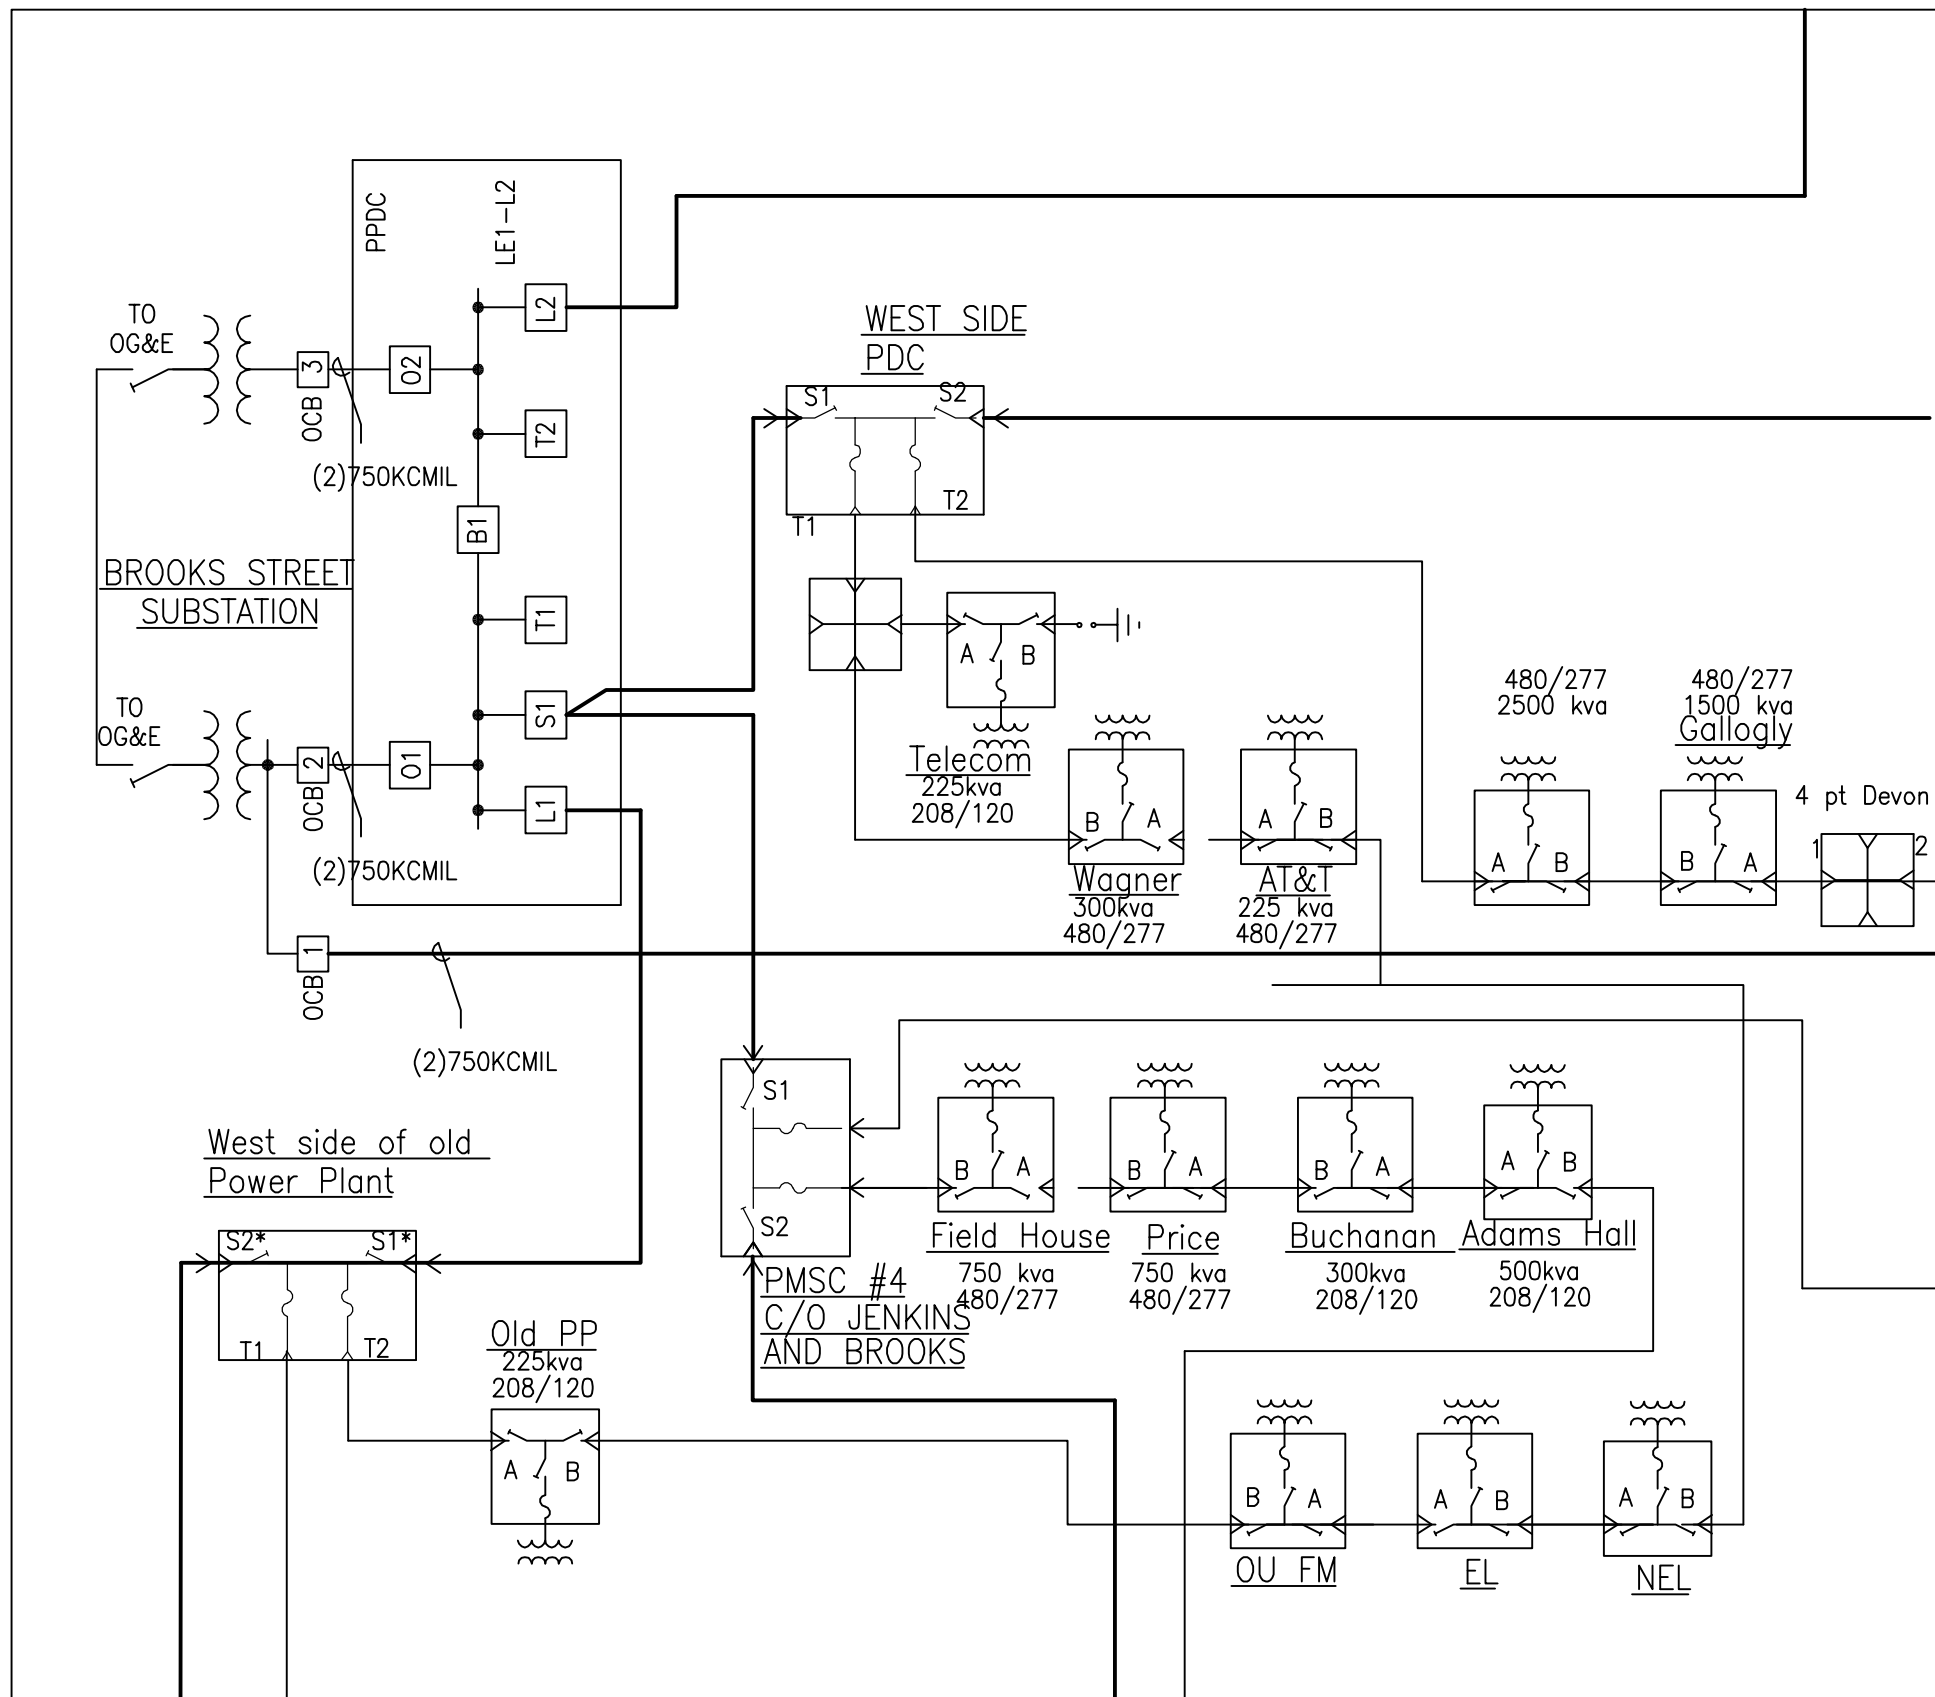 PPDC
LE1-L2
TO
OG&E
3
OCB
(2)750KCMIL
O2
L2
T2
B1
T1
S1
O1
L1
BROOKS STREET
SUBSTATION
TO
OG&E
2
OCB
(2)750KCMIL
1
OCB
(2)750KCMIL
WEST SIDE
PDC
S1
S2
T1
T2
A
B
Telecom
225kva
208/120
B
A
Wagner
300kva
480/277
A
B
AT&T
225 kva
480/277
480/277
2500 kva
A
B
480/277
1500 kva
Gallogly
B
A
4 pt Devon
1
2
S1
S2
PMSC #4
C/O JENKINS
AND BROOKS
B
A
Field House
750 kva
480/277
B
A
Price
750 kva
480/277
B
A
Buchanan
300kva
208/120
A
B
Adams Hall
500kva
208/120
West side of old
Power Plant
S2*
S1*
T1
T2
Old PP
225kva
208/120
A
B
B
A
OU FM
A
B
EL
A
B
NEL